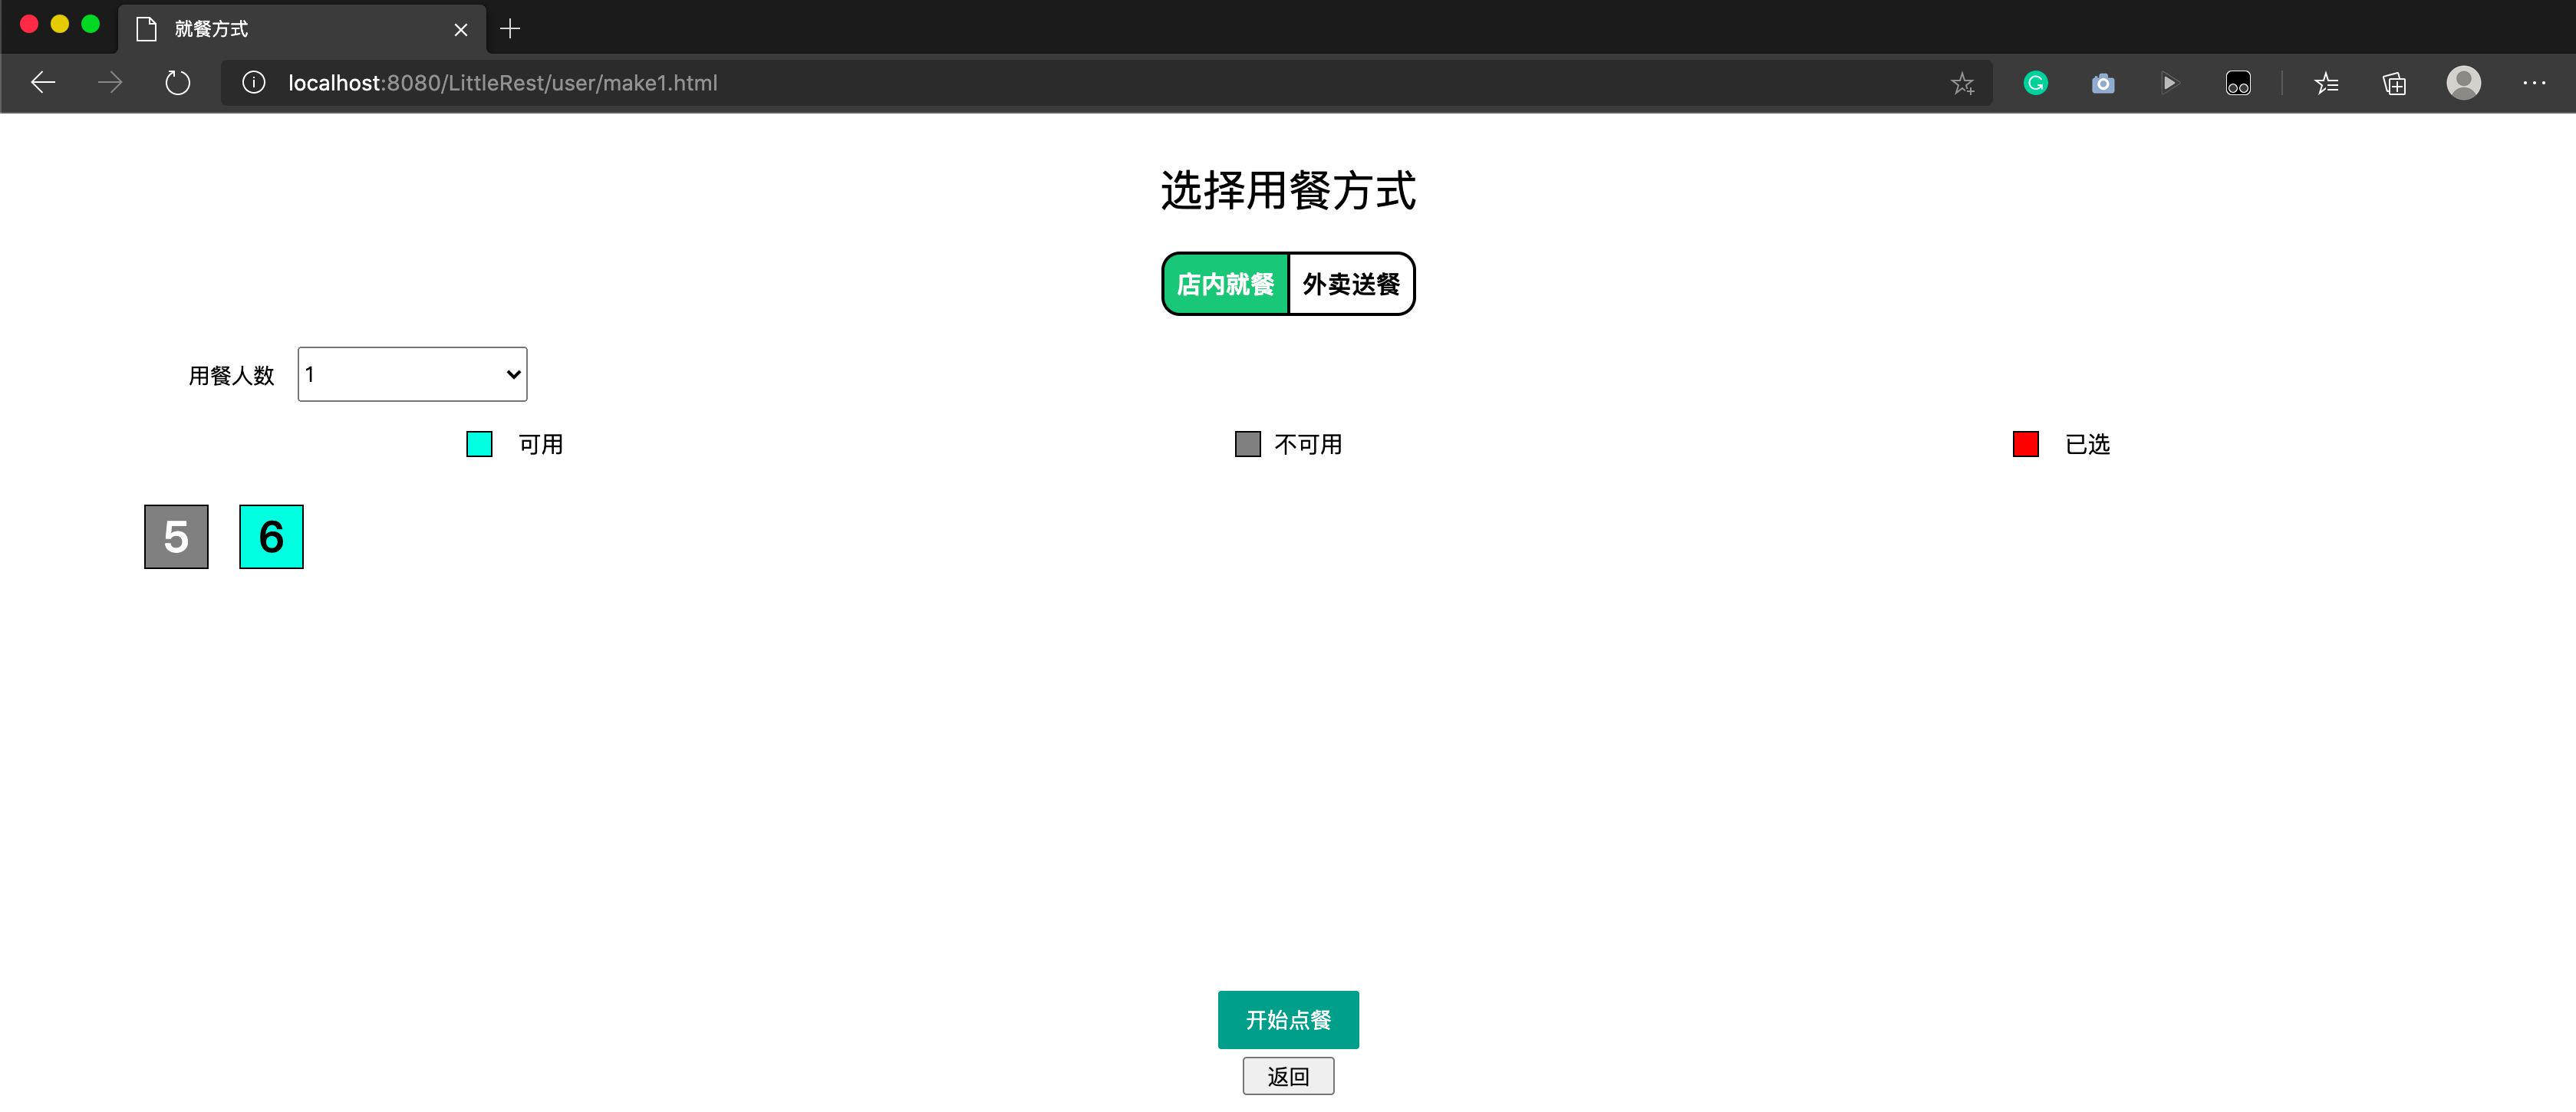 就餐方式
localhost:8080/LittleRest/user/make1.html
选择用餐方式
店内就餐 外卖送餐
用餐人数 1
可用 不可用 已选
5 6
开始点餐
返回